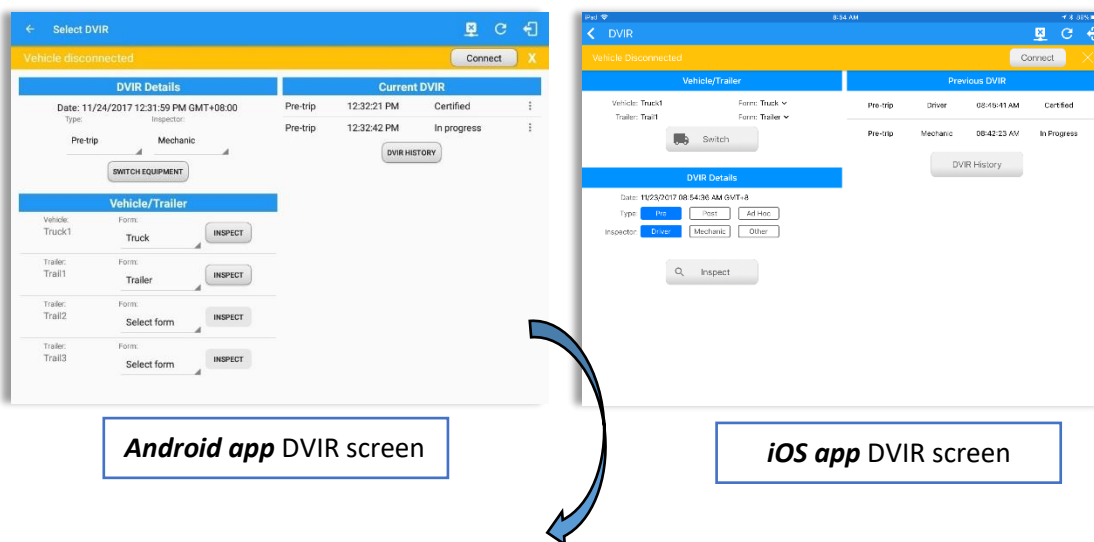 Select DVIR
Vehicle disconnected
Connect X
DVIR Details
Date: 11/24/2017 12:31:59 PM GMT+08:00
Type: Inspector:
Pre-trip Mechanic
SWITCH EQUIPMENT
Vehicle/Trailer
Vehicle: Form:
Truck1 Truck INSPECT
Trailer: Form:
Trail1 Trailer INSPECT
Trailer: Form:
Trail2 Select form INSPECT
Trailer: Form:
Trail3 Select form INSPECT
Current DVIR
Pre-trip 12:32:21 PM Certified
Pre-trip 12:32:42 PM In progress
DVIR HISTORY
Android app DVIR screen
iPad 8:54 AM
DVIR
Vehicle Disconnected
Connect
Vehicle/Trailer
Vehicle: Truck1 Form: Truck
Trailer: Trail1 Form: Trailer
Switch
DVIR Details
Date: 11/23/2017 08:54:36 AM GMT+8
Type Pre Post Ad Hoc
Inspector Driver Mechanic Other
Inspect
Previous DVIR
Pre-trip Driver 08:45:41 AM Certified
Pre-trip Mechanic 08:42:23 AM In Progress
DVIR History
iOS app DVIR screen